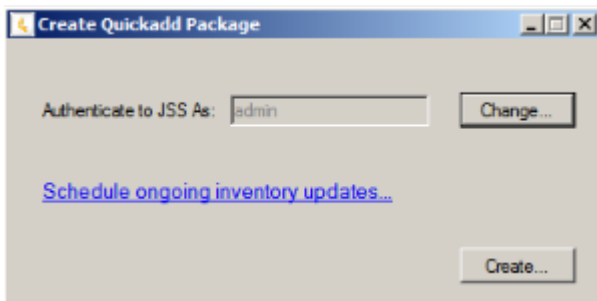 Create Quickadd Package
Authenticate to JSS As: admin Change...
Schedule ongoing inventory updates...
Create...